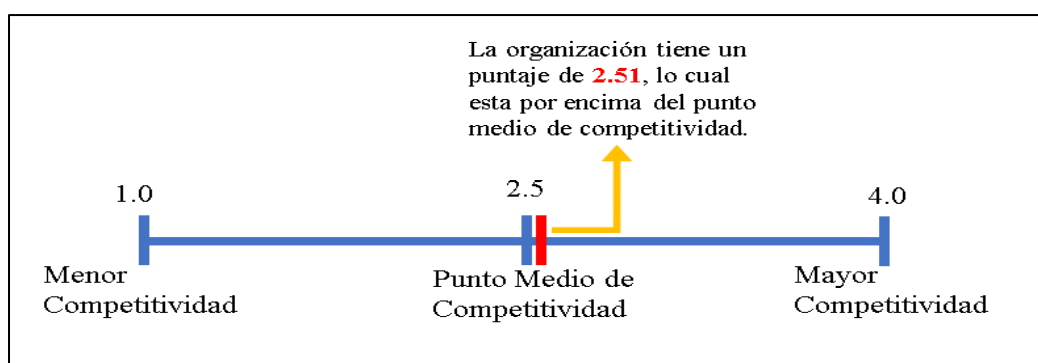 La organización tiene un
puntaje de 2.51, lo cual
esta por encima del punto
medio de competitividad.
1.0
2.5
4.0
Menor
Competitividad
Punto Medio de
Competitividad
Mayor
Competitividad